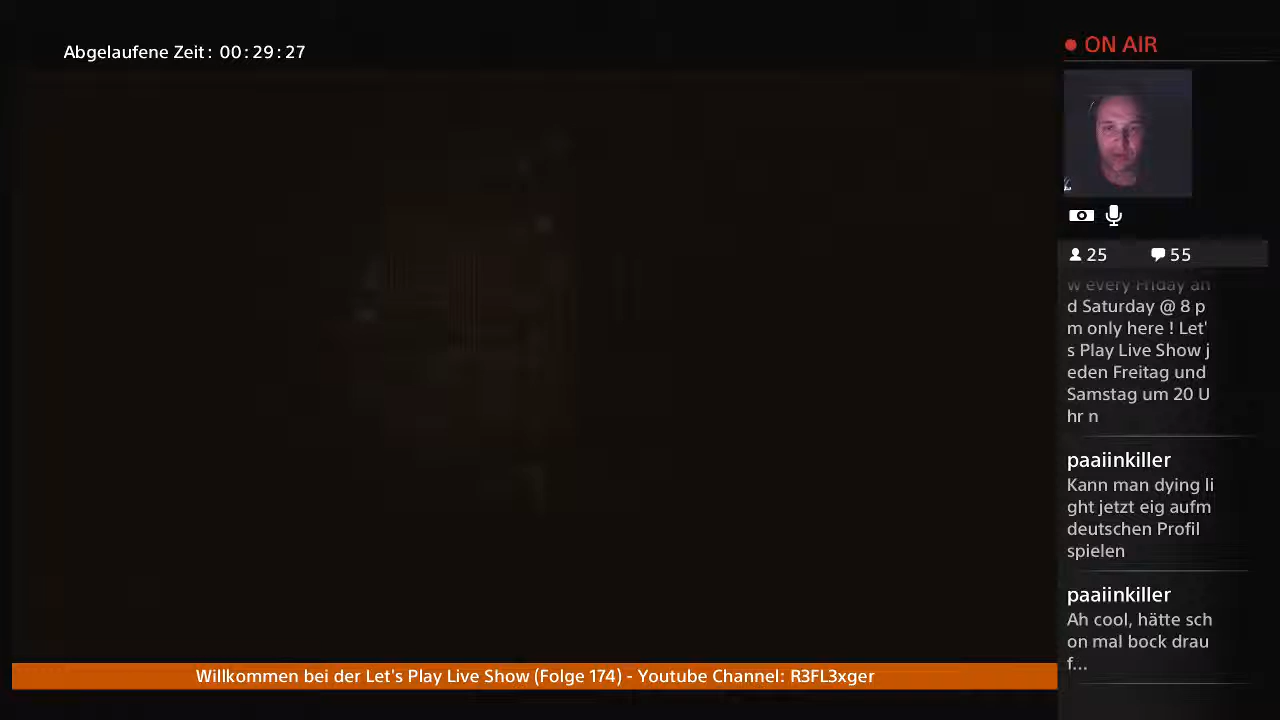 Abgelaufene Zeit: 00:29:27
ON AIR
25 55
w every Friday an
d Saturday @ 8 p
m only here ! Let'
s Play Live Show j
eden Freitag und
Samstag um 20 U
hr n
paaiinkiller
Kann man dying li
ght jetzt eig aufm
deutschen Profil
spielen
paaiinkiller
Ah cool, hätte sch
on mal bock drau
f...
Willkommen bei der Let's Play Live Show (Folge 174) - Youtube Channel: R3FL3xger